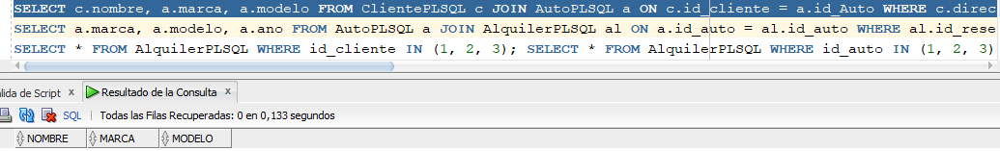 SELECT c.nombre, a.marca, a.modelo FROM ClientePLSQL c JOIN AutoPLSQL a ON c.id_cliente = a.id_Auto WHERE c.direc
SELECT a.marca, a.modelo, a.ano FROM AutoPLSQL a JOIN AlquilerPLSQL al ON a.id_auto = al.id_auto WHERE al.id_rese
SELECT * FROM AlquilerPLSQL WHERE id_cliente IN (1, 2, 3); SELECT * FROM AlquilerPLSQL WHERE id_auto IN (1, 2, 3)
alida de Script x Resultado de la Consulta x
SQL | Todas las Filas Recuperadas: 0 en 0,133 segundos
NOMBRE MARCA MODELO